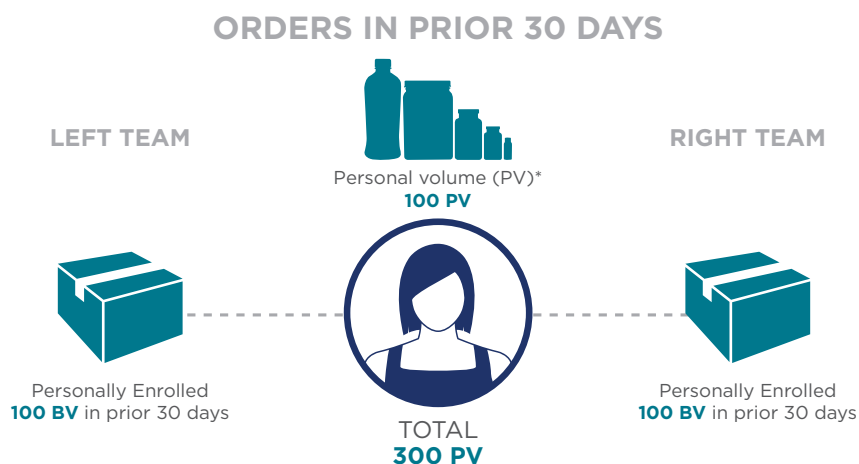 ORDERS IN PRIOR 30 DAYS
LEFT TEAM
RIGHT TEAM
Personal volume (PV)*
100 PV
Personally Enrolled
100 BV in prior 30 days
Personally Enrolled
100 BV in prior 30 days
TOTAL
300 PV